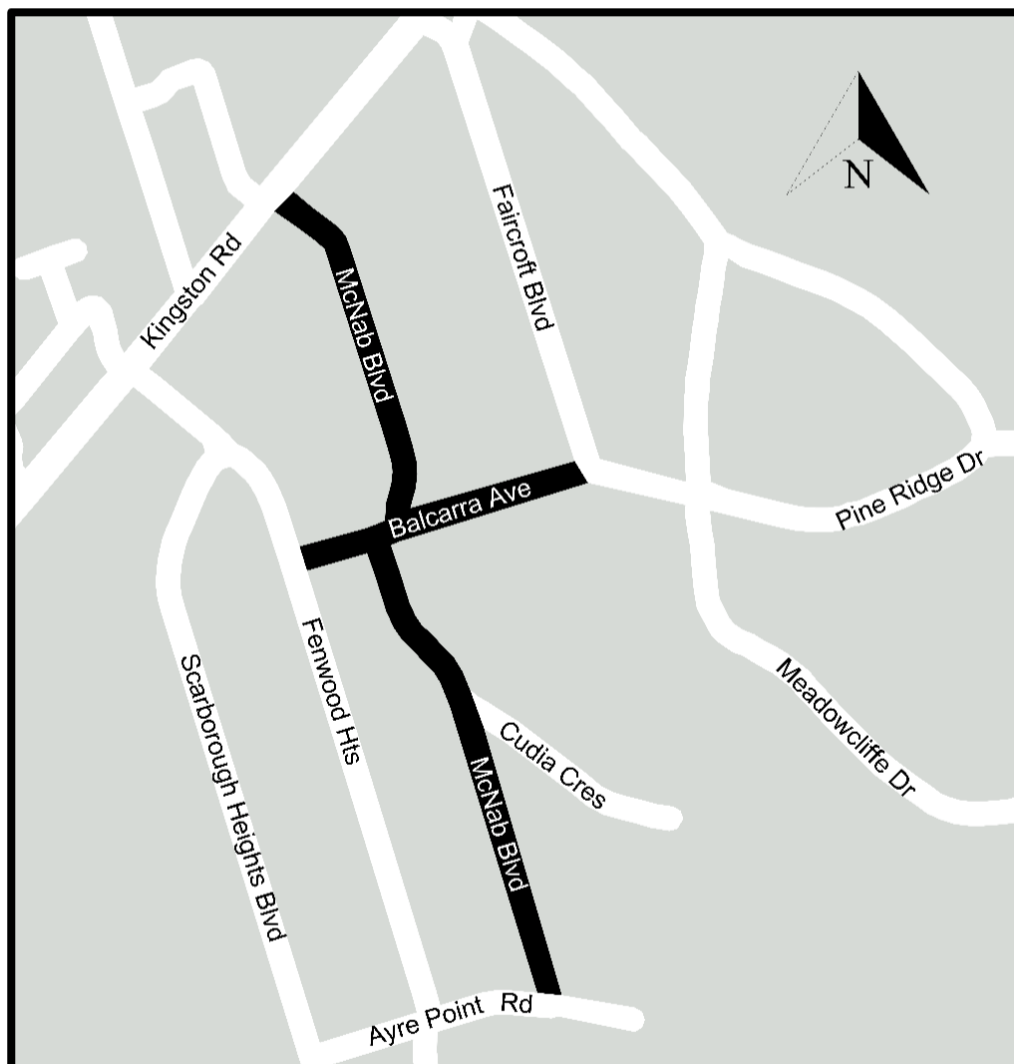 N
Kingston Rd
Faircroft Blvd
McNab Blvd
Balcarra Ave
Pine Ridge Dr
Fenwood Hts
Scarborough Heights Blvd
Meadowcliffe Dr
Cudia Cres
McNab Blvd
Ayre Point Rd